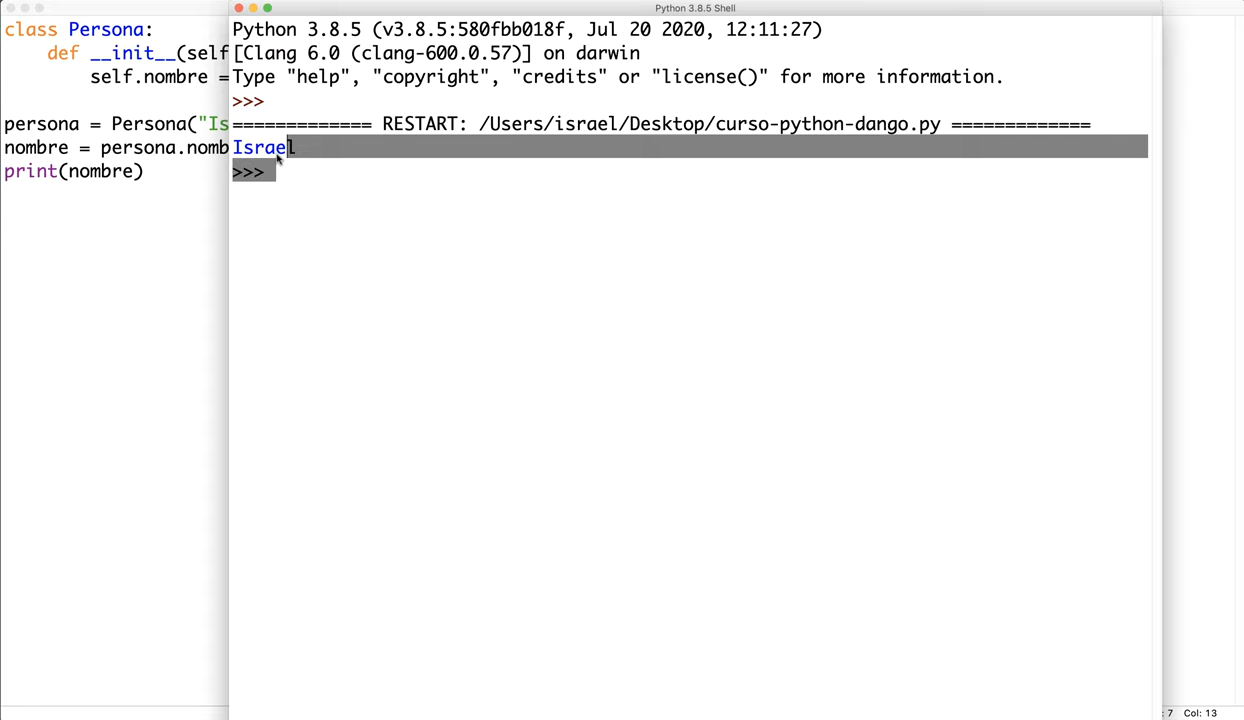 Python 3.8.5 Shell
class Persona:
def __init__(self
self.nombre =
persona = Persona("Is
nombre = persona.nomb
print(nombre)
Python 3.8.5 (v3.8.5:580fbb018f, Jul 20 2020, 12:11:27)
[Clang 6.0 (clang-600.0.57)] on darwin
Type "help", "copyright", "credits" or "license()" for more information.
>>>
============= RESTART: /Users/israel/Desktop/curso-python-dango.py =============
Israel
>>>
: 7 Col: 13